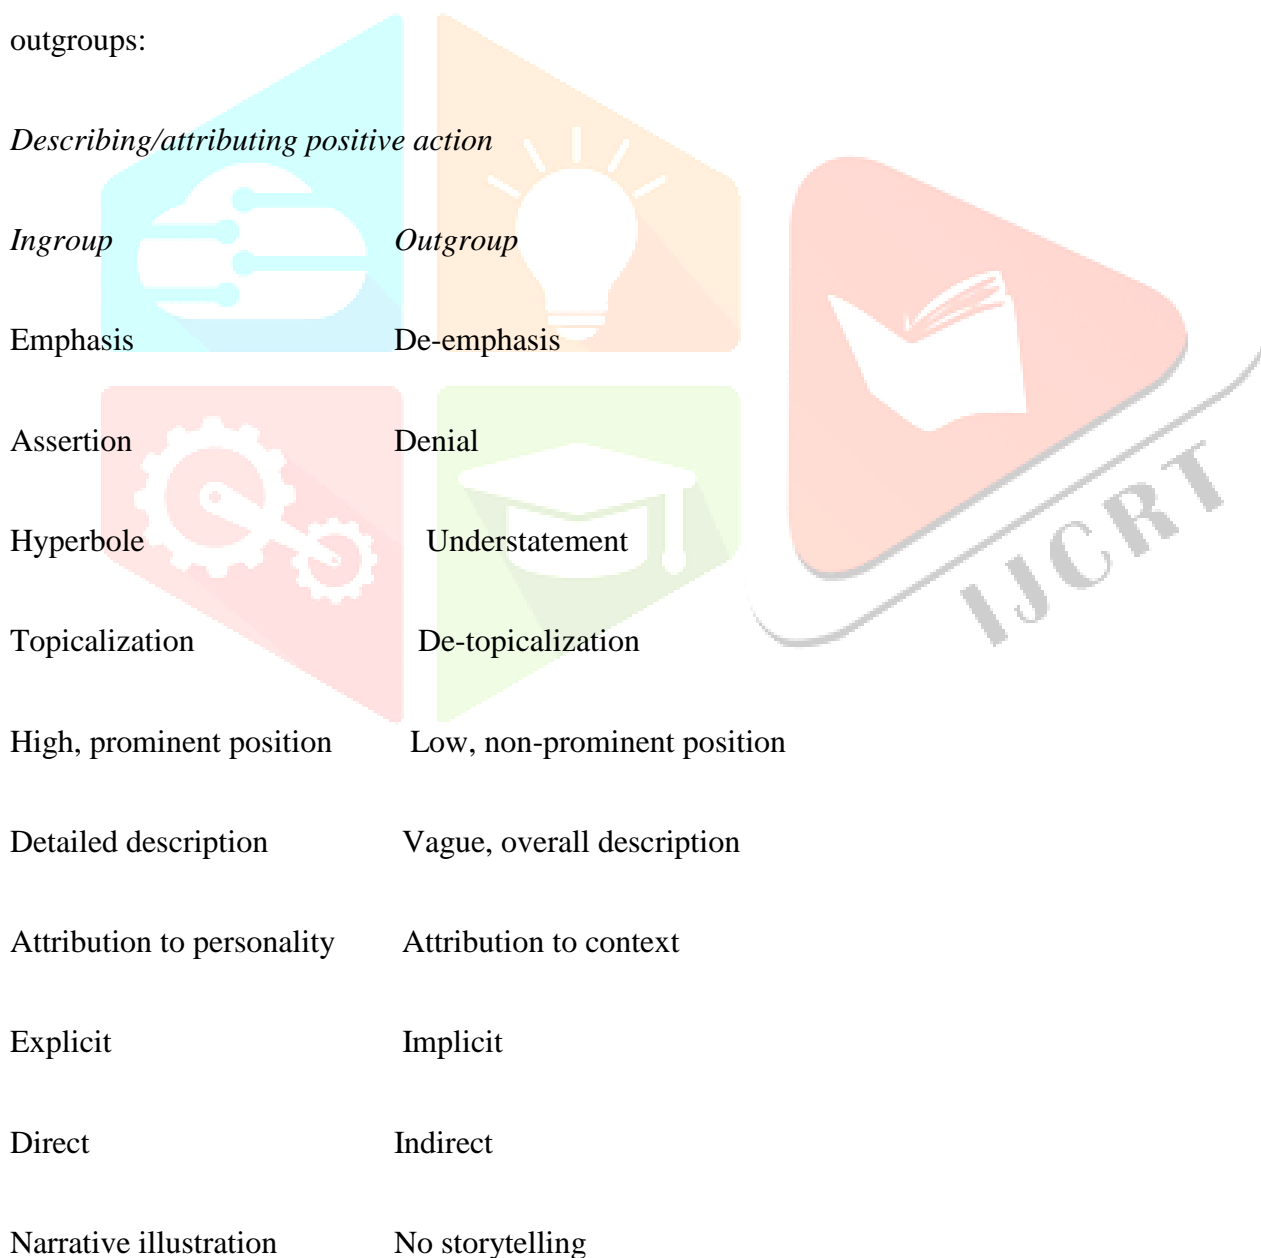 outgroups:
Describing/attributing positive action
Ingroup Outgroup
Emphasis De-emphasis
Assertion Denial
Hyperbole Understatement
Topicalization De-topicalization
High, prominent position Low, non-prominent position
Detailed description Vague, overall description
Attribution to personality Attribution to context
Explicit Implicit
Direct Indirect
Narrative illustration No storytelling
IJCRT